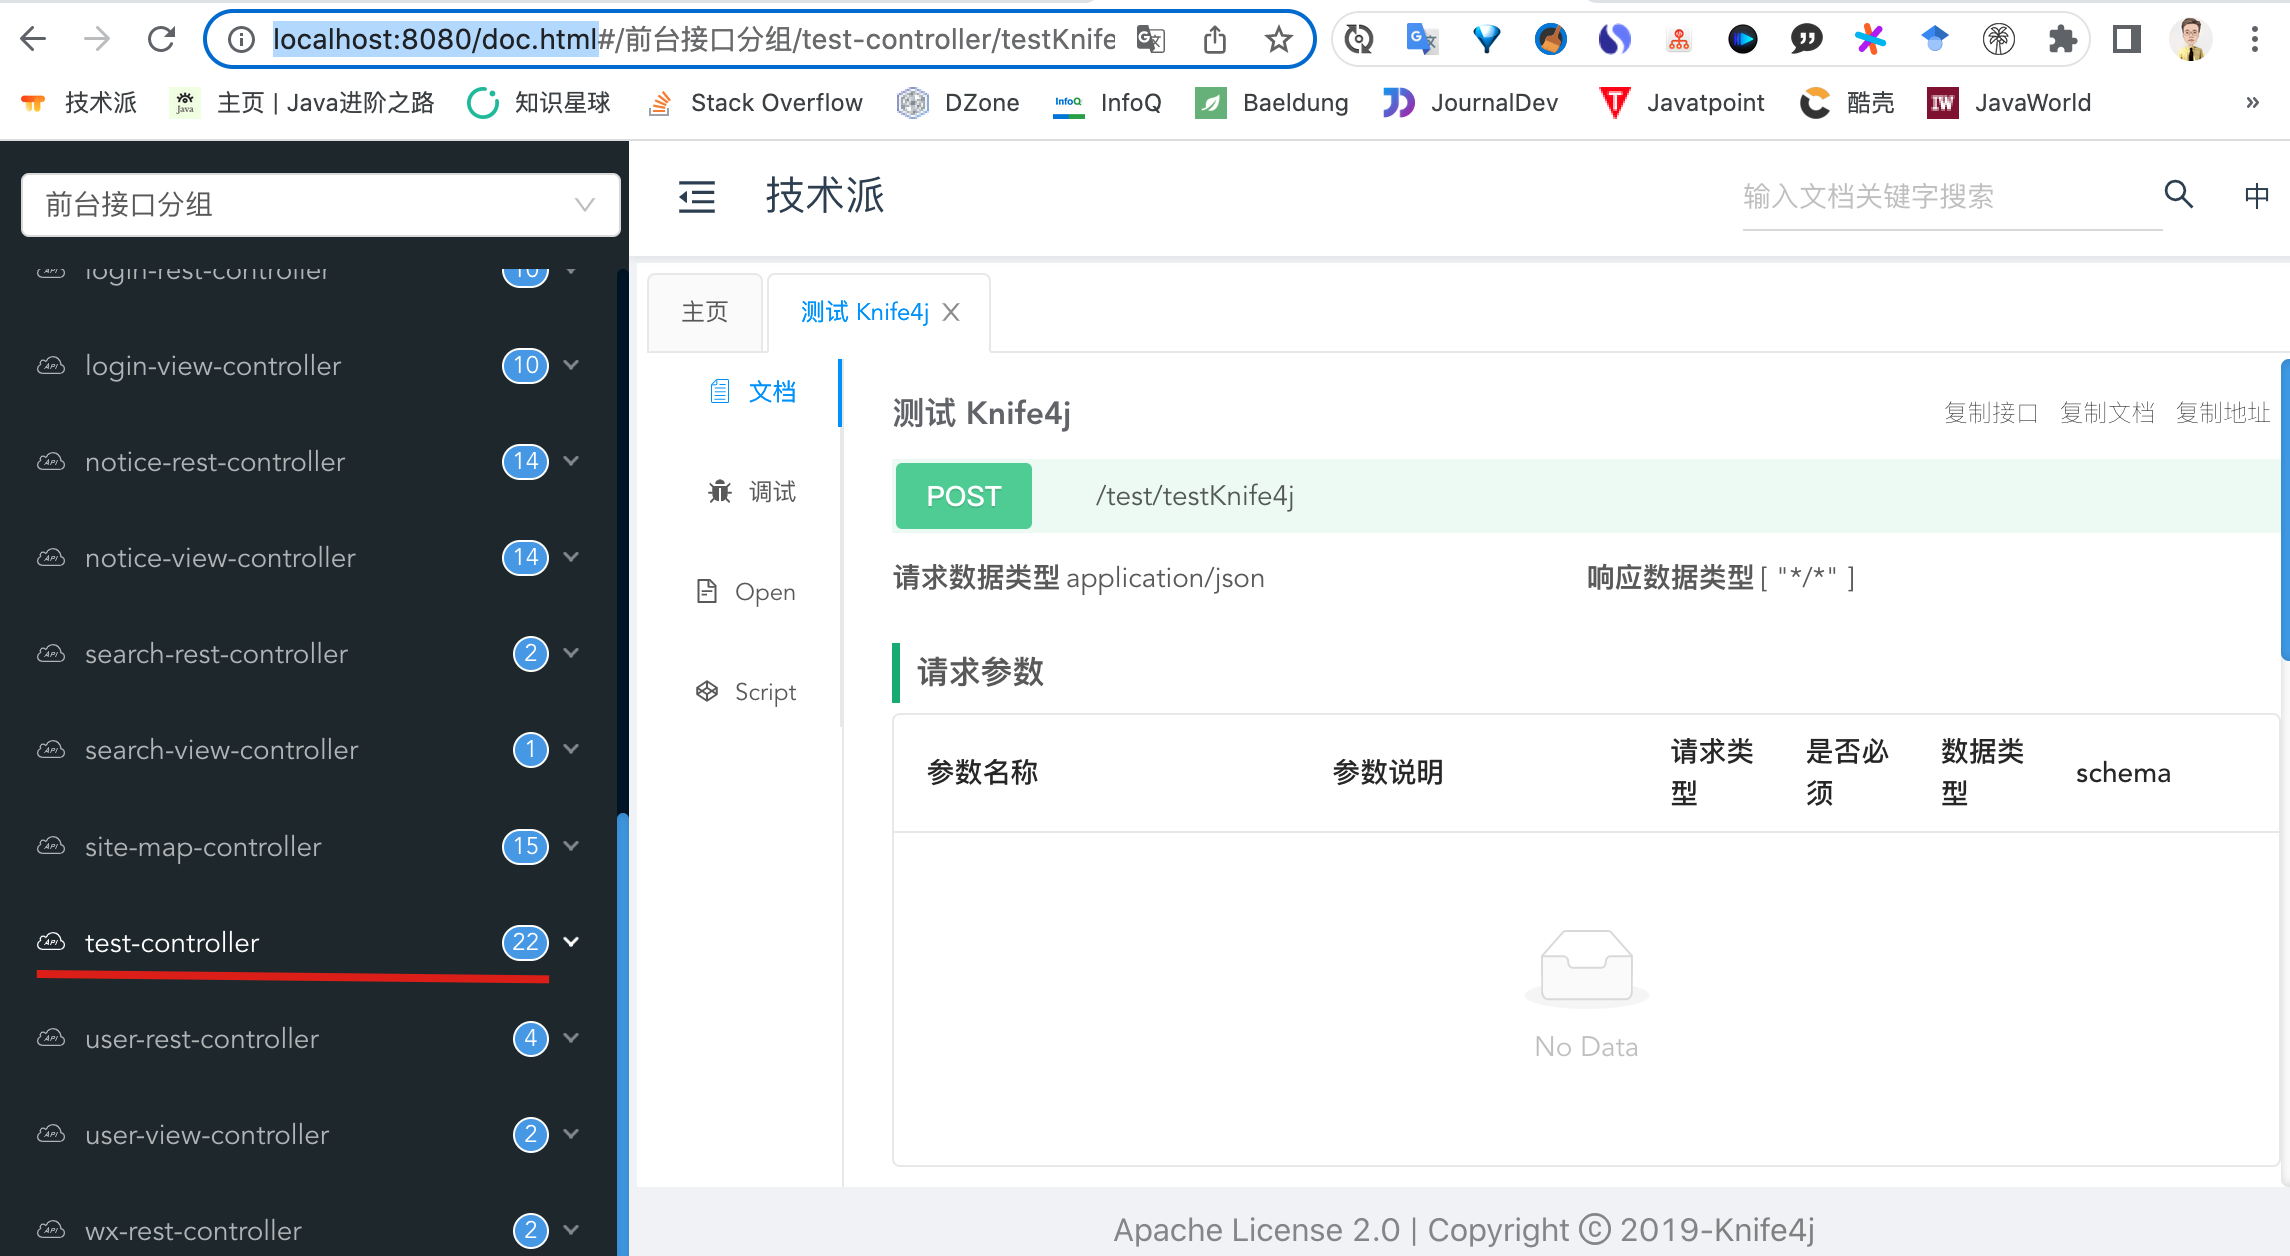 localhost:8080/doc.html#/前台接口分组/test-controller/testKnife
技术派 主页 | Java进阶之路 知识星球 Stack Overflow DZone InfoQ InfoQ Baeldung JournalDev Javatpoint 酷壳 IW JavaWorld »
前台接口分组
login-rest-controller 10
login-view-controller 10
notice-rest-controller 14
notice-view-controller 14
search-rest-controller 2
search-view-controller 1
site-map-controller 15
test-controller 22
user-rest-controller 4
user-view-controller 2
wx-rest-controller 2
技术派
输入文档关键字搜索
中
主页
测试 Knife4j
文档
调试
Open
Script
测试 Knife4j
复制接口 复制文档 复制地址
POST /test/testKnife4j
请求数据类型 application/json
响应数据类型 [ "*/*" ]
请求参数
参数名称 参数说明 请求类型 是否必须 数据类型 schema
No Data
Apache License 2.0 | Copyright © 2019-Knife4j